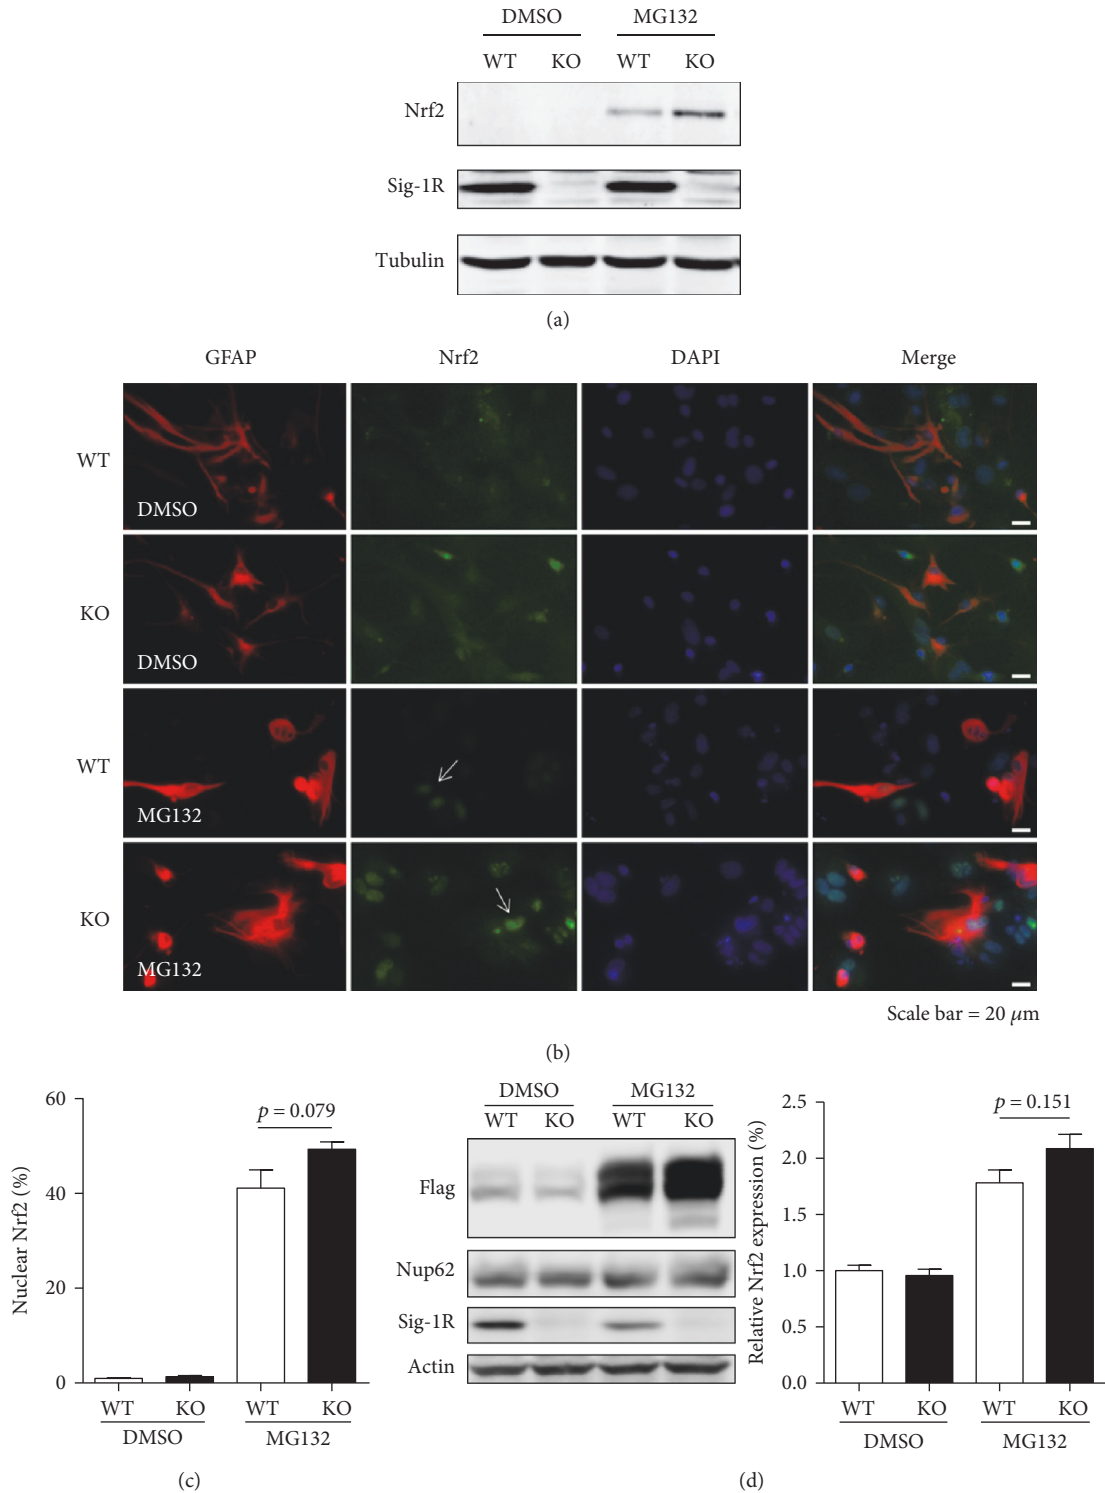 DMSO MG132
WT KO WT KO
Nrf2
Sig-1R
Tubulin
(a)
GFAP Nrf2 DAPI Merge
WT
DMSO
KO
DMSO
WT
MG132
KO
MG132
Scale bar = 20 µm
(b)
60
40
20
0
Nuclear Nrf2 (%)
p = 0.079
WT KO WT KO
DMSO MG132
(c)
DMSO MG132
WT KO WT KO
Flag
Nup62
Sig-1R
Actin
2.5
2.0
1.5
1.0
0.5
0.0
Relative Nrf2 expression (%)
p = 0.151
WT KO WT KO
DMSO MG132
(d)